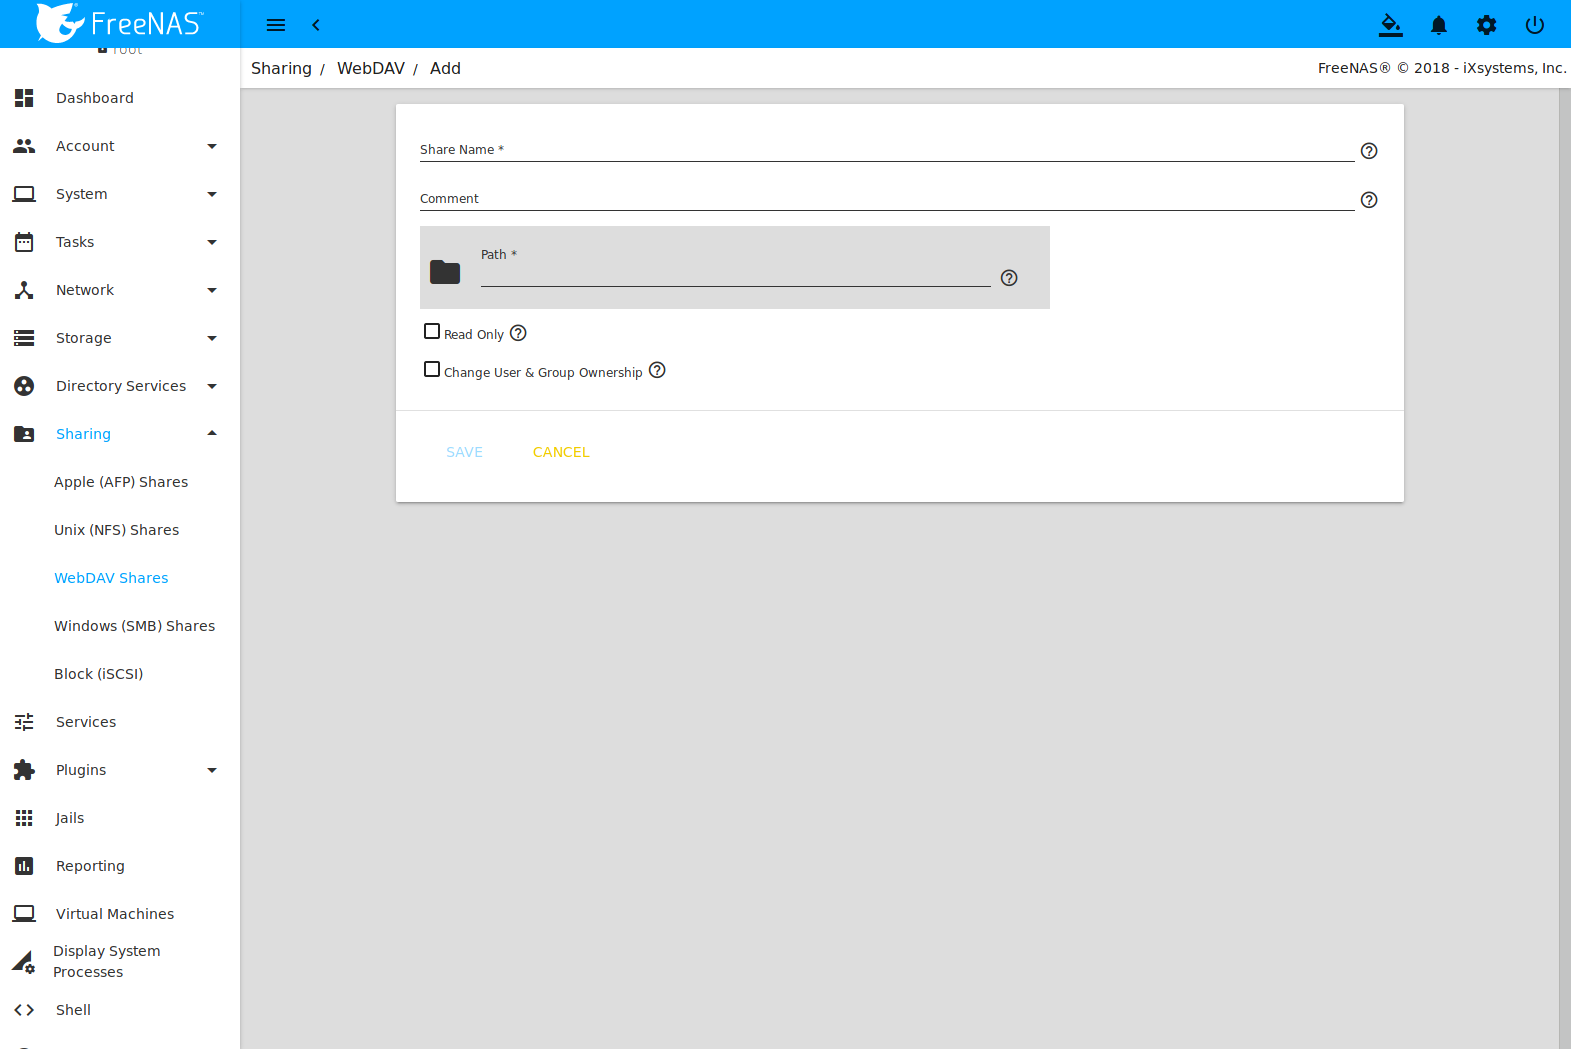 FreeNAS™
root
Sharing / WebDAV / Add
FreeNAS® © 2018 - iXsystems, Inc.
Dashboard
Account
System
Tasks
Network
Storage
Directory Services
Sharing
Apple (AFP) Shares
Unix (NFS) Shares
WebDAV Shares
Windows (SMB) Shares
Block (iSCSI)
Services
Plugins
Jails
Reporting
Virtual Machines
Display System
Processes
Shell
Share Name *
Comment
Path *
Read Only
Change User & Group Ownership
SAVE
CANCEL